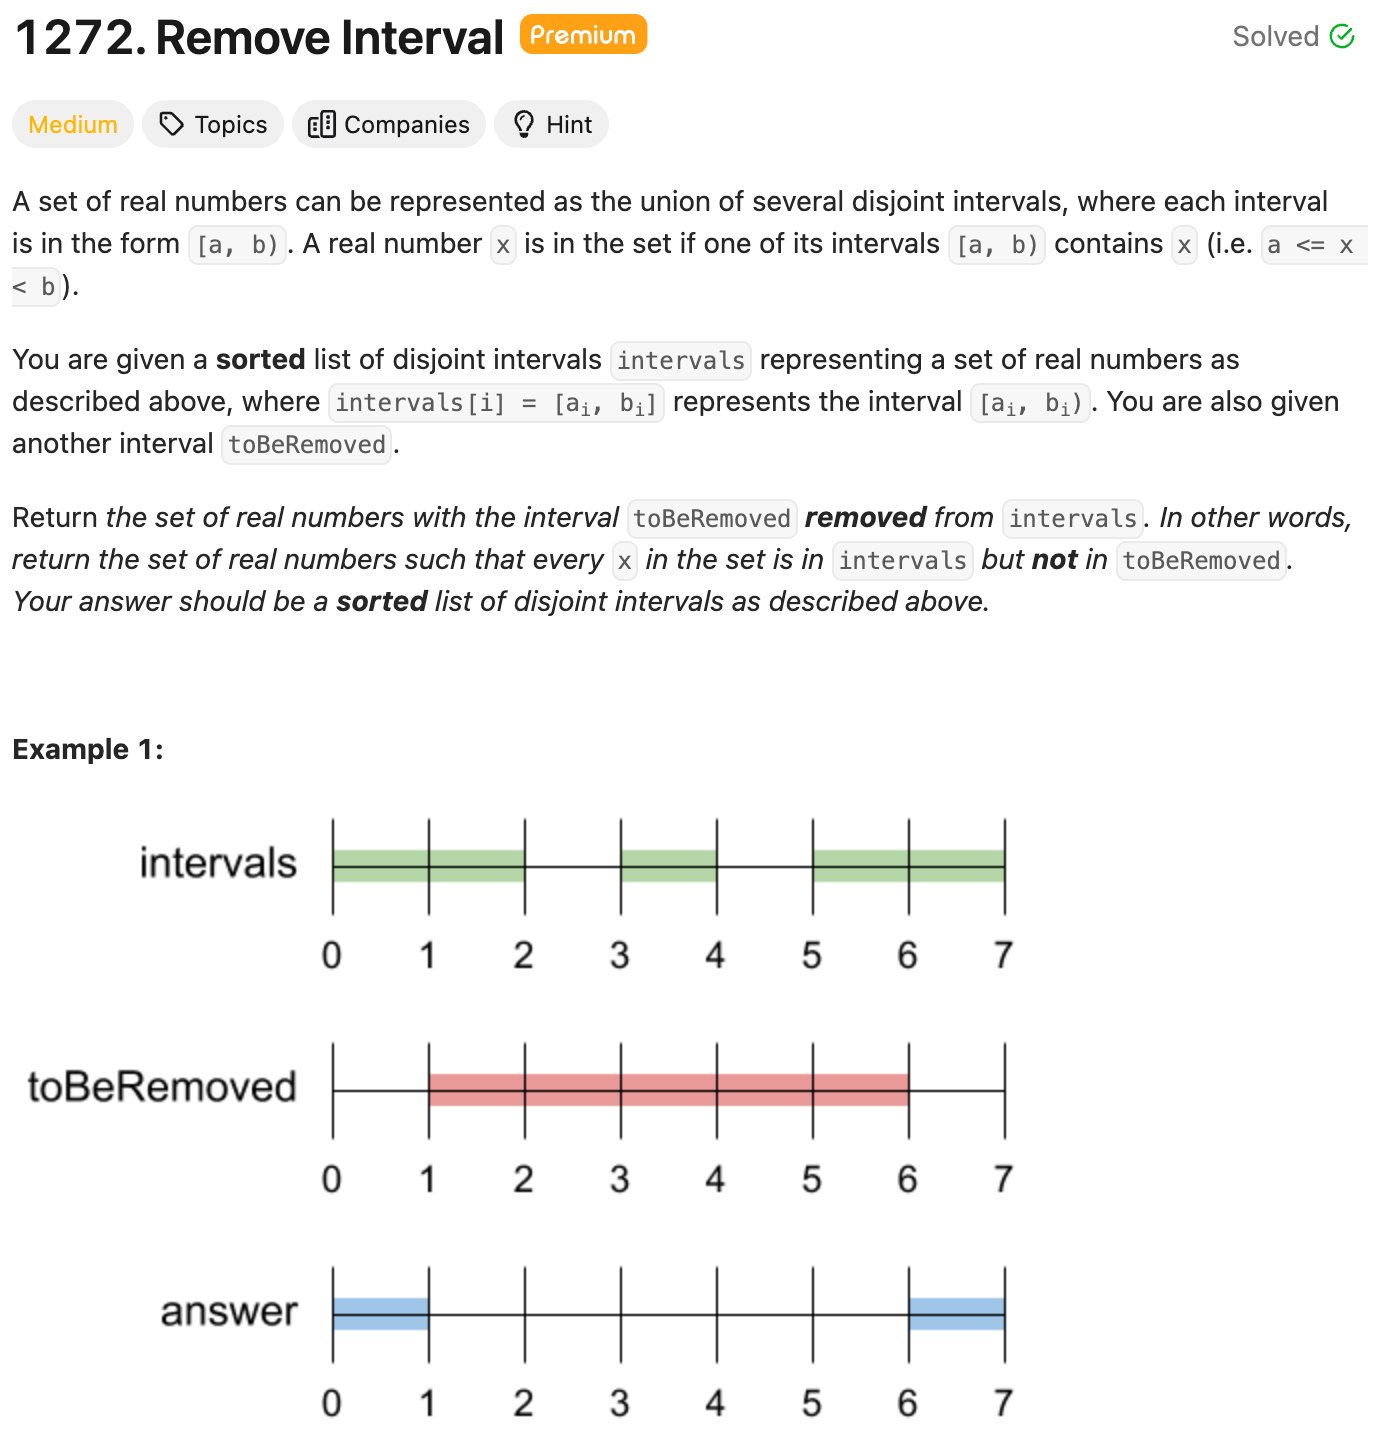 1272. Remove Interval Premium Solved
Medium Topics Companies Hint
A set of real numbers can be represented as the union of several disjoint intervals, where each interval
is in the form [a, b). A real number x is in the set if one of its intervals [a, b) contains x (i.e. a <= x
< b).
You are given a sorted list of disjoint intervals intervals representing a set of real numbers as
described above, where intervals[i] = [aᵢ, bᵢ] represents the interval [aᵢ, bᵢ). You are also given
another interval toBeRemoved.
Return the set of real numbers with the interval toBeRemoved removed from intervals. In other words,
return the set of real numbers such that every x in the set is in intervals but not in toBeRemoved.
Your answer should be a sorted list of disjoint intervals as described above.
Example 1:
intervals
0 1 2 3 4 5 6 7
toBeRemoved
0 1 2 3 4 5 6 7
answer
0 1 2 3 4 5 6 7